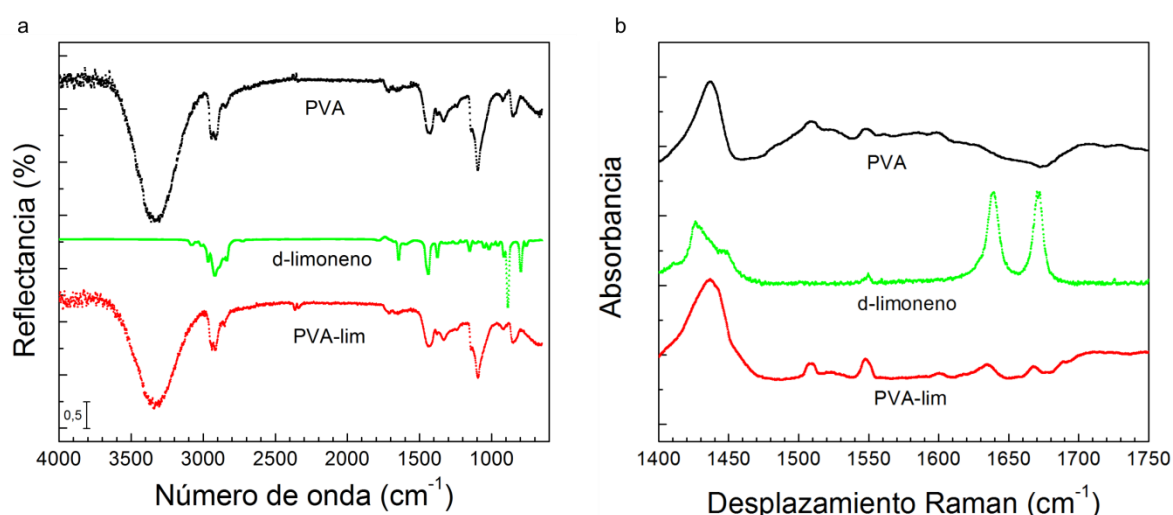 a
PVA
d-limoneno
PVA-lim
0,5
Reflectancia (%)
4000 3500 3000 2500 2000 1500 1000
Número de onda (cm⁻¹)
b
PVA
d-limoneno
PVA-lim
Absorbancia
1400 1450 1500 1550 1600 1650 1700 1750
Desplazamiento Raman (cm⁻¹)